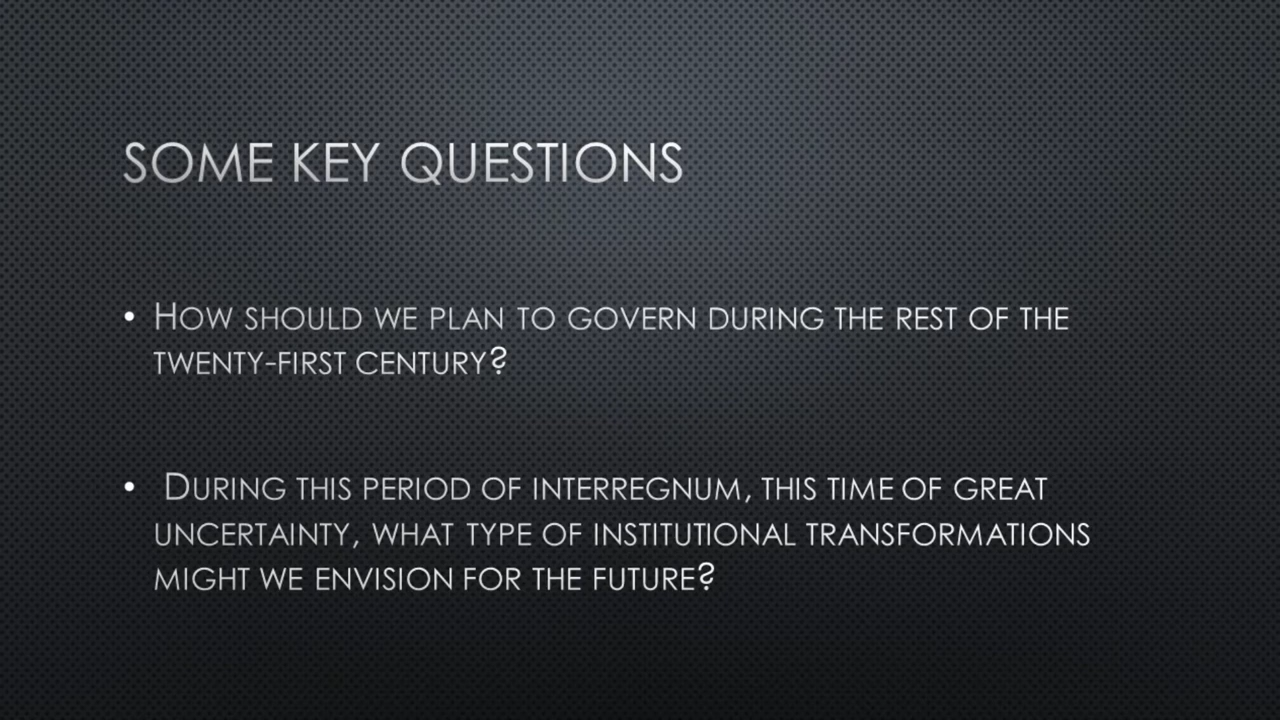 SOME KEY QUESTIONS
• HOW SHOULD WE PLAN TO GOVERN DURING THE REST OF THE
TWENTY-FIRST CENTURY?
• DURING THIS PERIOD OF INTERREGNUM, THIS TIME OF GREAT
UNCERTAINTY, WHAT TYPE OF INSTITUTIONAL TRANSFORMATIONS
MIGHT WE ENVISION FOR THE FUTURE?